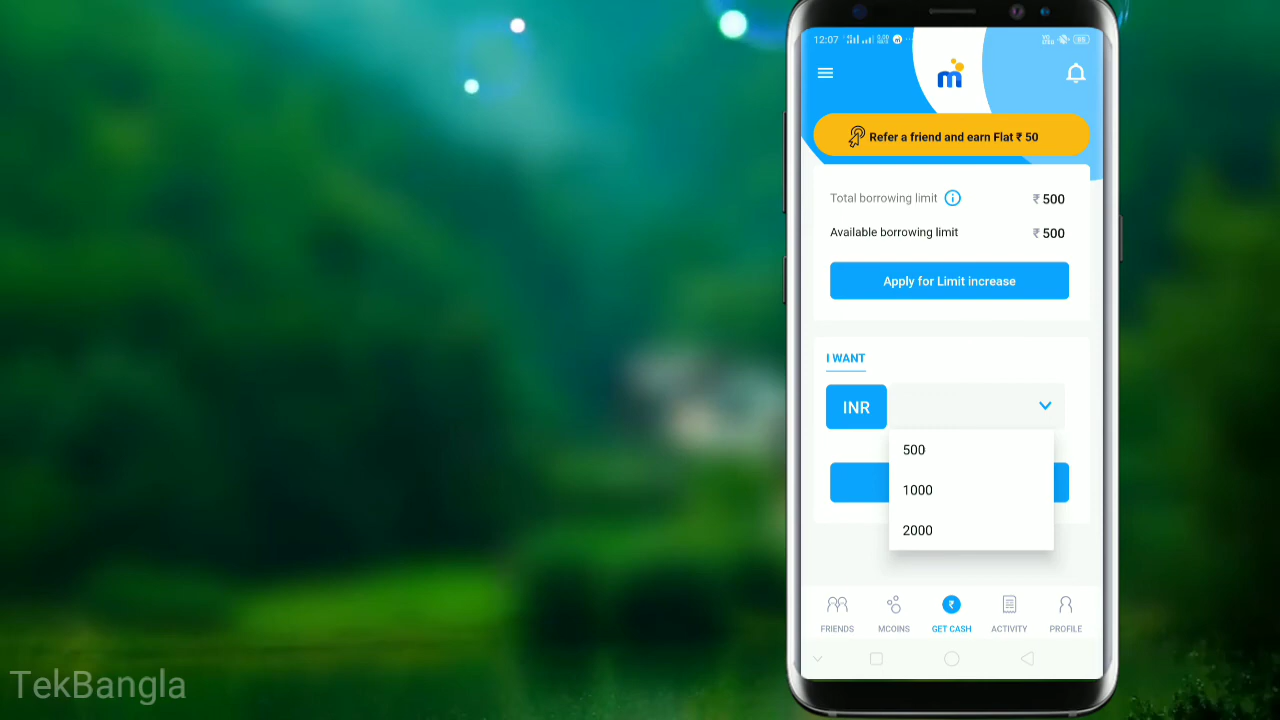 12:07
m
Refer a friend and earn Flat ₹ 50
Total borrowing limit ₹ 500
Available borrowing limit ₹ 500
Apply for Limit increase
I WANT
INR
500
1000
2000
FRIENDS MCOINS GET CASH ACTIVITY PROFILE
TekBangla